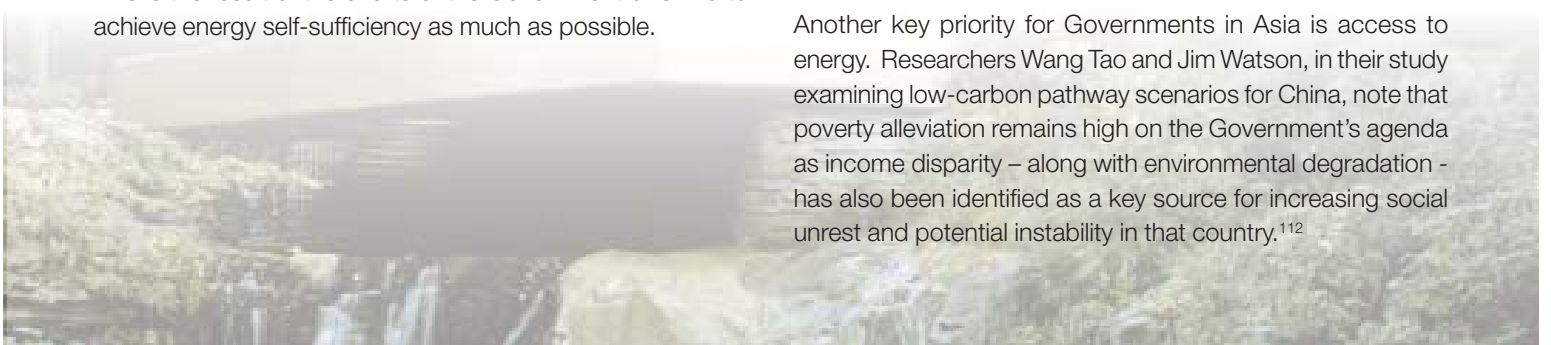 achieve energy self-sufficiency as much as possible.
Another key priority for Governments in Asia is access to
energy. Researchers Wang Tao and Jim Watson, in their study
examining low-carbon pathway scenarios for China, note that
poverty alleviation remains high on the Government’s agenda
as income disparity – along with environmental degradation -
has also been identified as a key source for increasing social
unrest and potential instability in that country.112